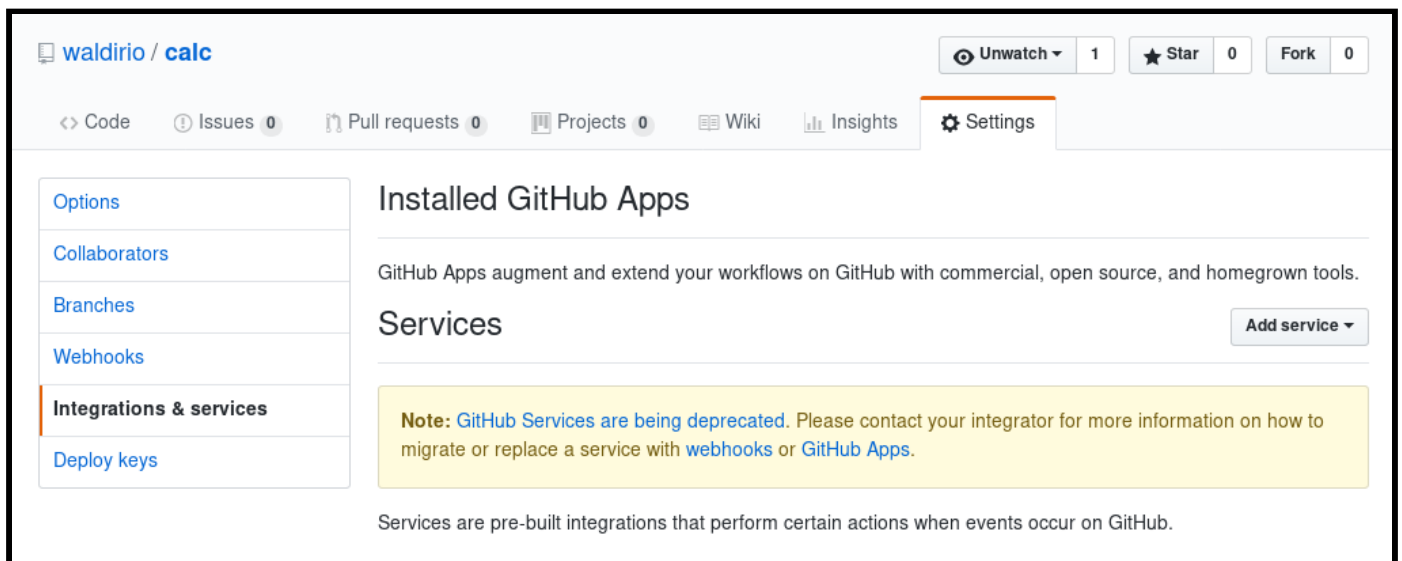 waldirio / calc
Unwatch 1 Star 0 Fork 0
Code Issues 0 Pull requests 0 Projects 0 Wiki Insights Settings
Options
Collaborators
Branches
Webhooks
Integrations & services
Deploy keys
Installed GitHub Apps
GitHub Apps augment and extend your workflows on GitHub with commercial, open source, and homegrown tools.
Services
Add service
Note: GitHub Services are being deprecated. Please contact your integrator for more information on how to
migrate or replace a service with webhooks or GitHub Apps.
Services are pre-built integrations that perform certain actions when events occur on GitHub.